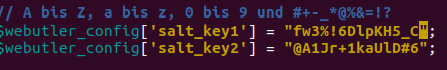 // A bis Z, a bis z, 0 bis 9 und #+-_*@%&=!?
$webutler_config['salt_key1'] = "fw3%!6DlpKH5_C";
$webutler_config['salt_key2'] = "@A1Jr+1kaUlD#6";